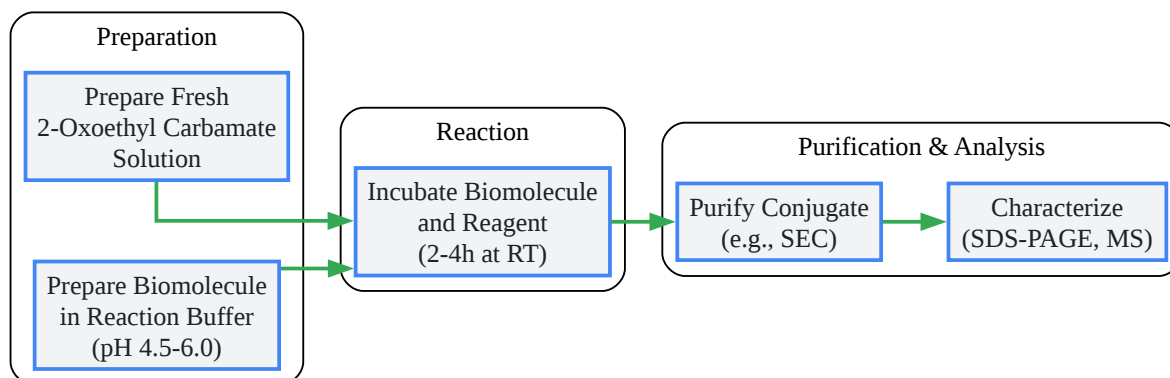 Preparation
Prepare Fresh
2-Oxoethyl Carbamate
Solution
Prepare Biomolecule
in Reaction Buffer
(pH 4.5-6.0)
Reaction
Incubate Biomolecule
and Reagent
(2-4h at RT)
Purification & Analysis
Purify Conjugate
(e.g., SEC)
Characterize
(SDS-PAGE, MS)